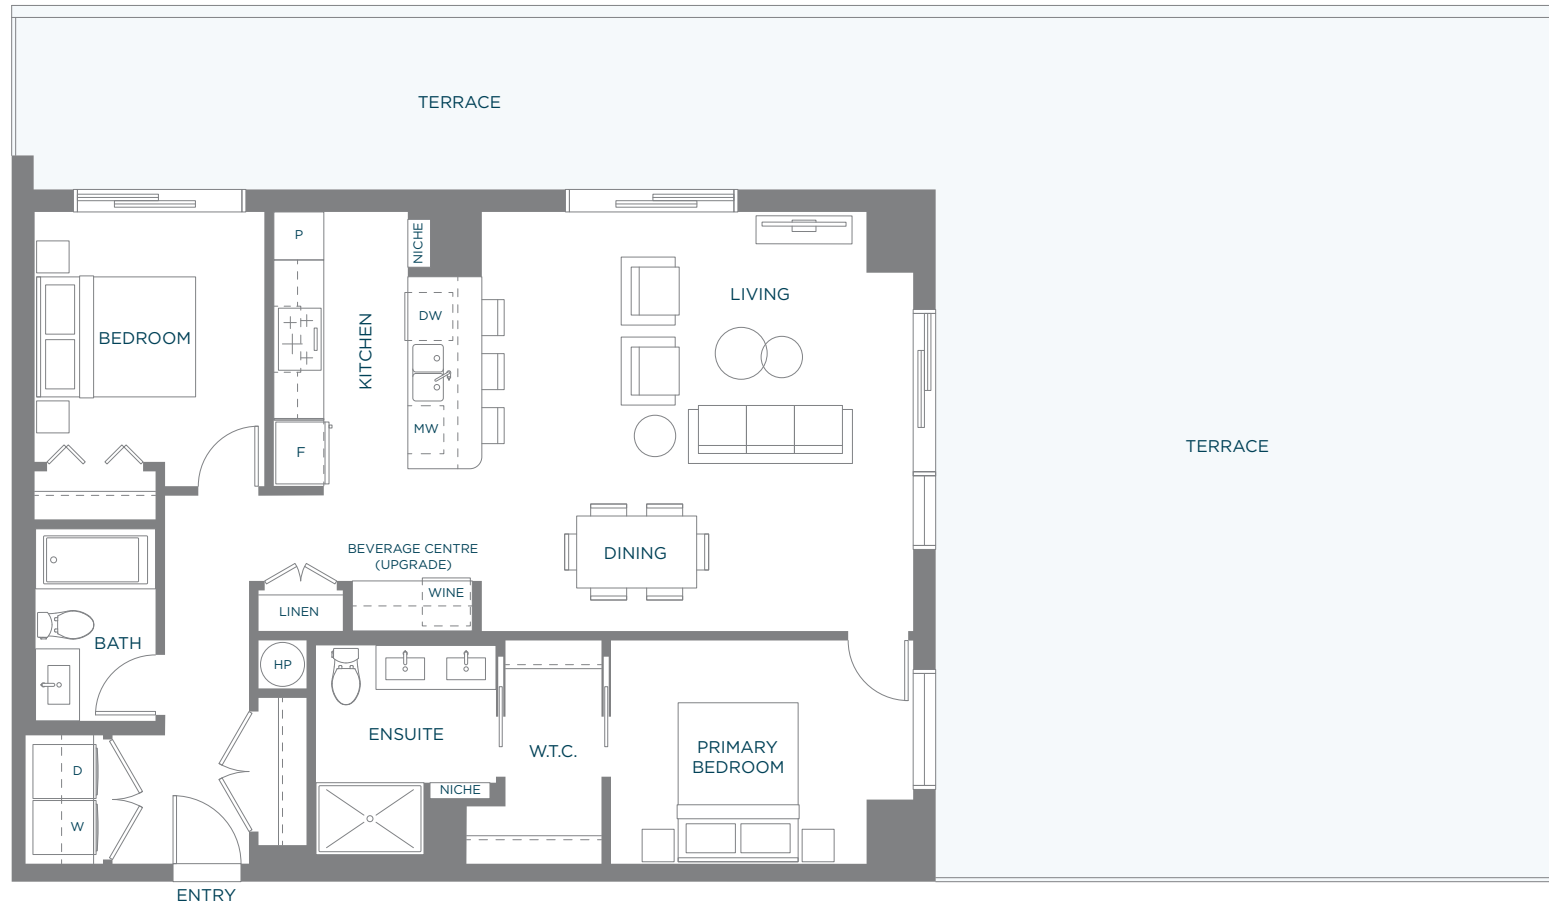 TERRACE
P
NICHE
LIVING
DW
BEDROOM
KITCHEN
MW
F
TERRACE
BEVERAGE CENTRE
(UPGRADE)
DINING
WINE
LINEN
BATH
HP
ENSUITE
W.T.C.
PRIMARY
BEDROOM
D
NICHE
W
ENTRY